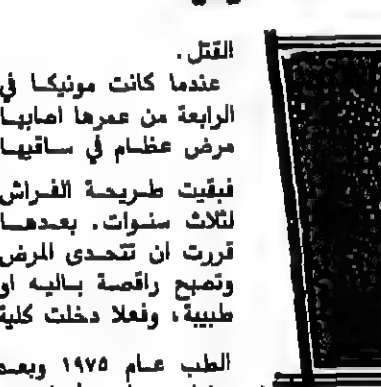 القتل.
عندما كانت مونيكا في
الرابعة من عمرها اصابها
مرض عظام في ساقيها
فبقيت طريحة الفراش
لثلاث سنوات. بعدها
قررت ان تتحدى المرض
وتصبح راقصة باليه او
طبيبة، وفعلا دخلت كلية
الطب عام ١٩٧٥ وبعد